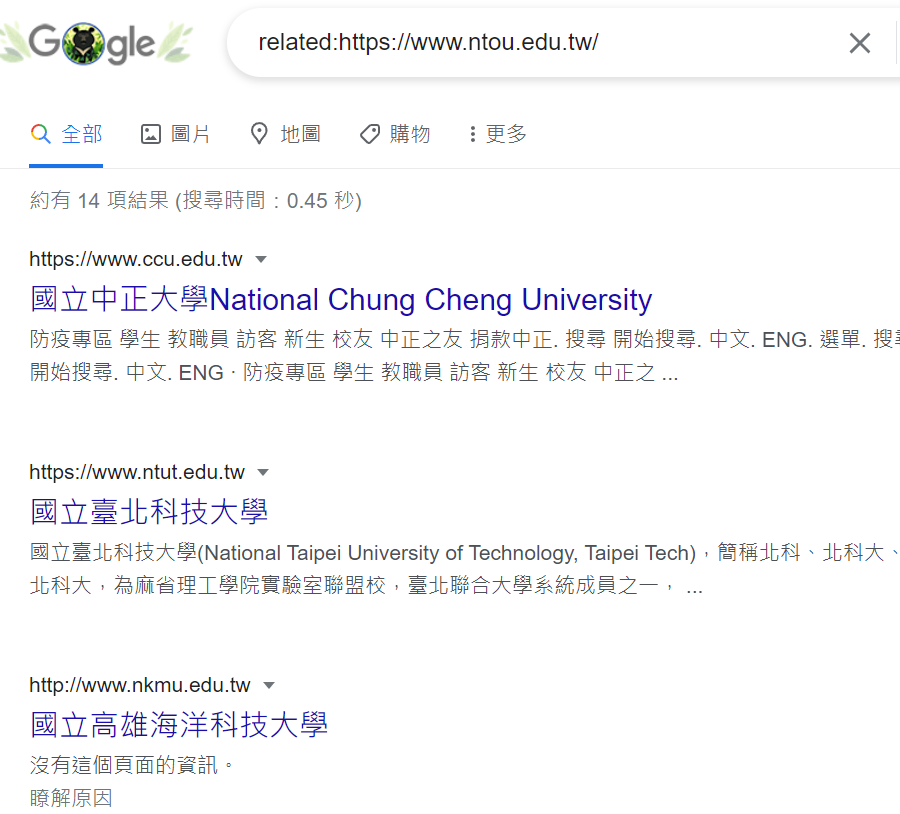 Google
related:https://www.ntou.edu.tw/
全部 圖片 地圖 購物 更多
約有 14 項結果 (搜尋時間：0.45 秒)
https://www.ccu.edu.tw
國立中正大學National Chung Cheng University
防疫專區 學生 教職員 訪客 新生 校友 中正之友 捐款中正. 搜尋 開始搜尋. 中文. ENG. 選單. 搜尋
開始搜尋. 中文. ENG · 防疫專區 學生 教職員 訪客 新生 校友 中正之 ...
https://www.ntut.edu.tw
國立臺北科技大學
國立臺北科技大學(National Taipei University of Technology, Taipei Tech)，簡稱北科、北科大、
北科大，為麻省理工學院實驗室聯盟校，臺北聯合大學系統成員之一， ...
http://www.nkmu.edu.tw
國立高雄海洋科技大學
沒有這個頁面的資訊。
瞭解原因